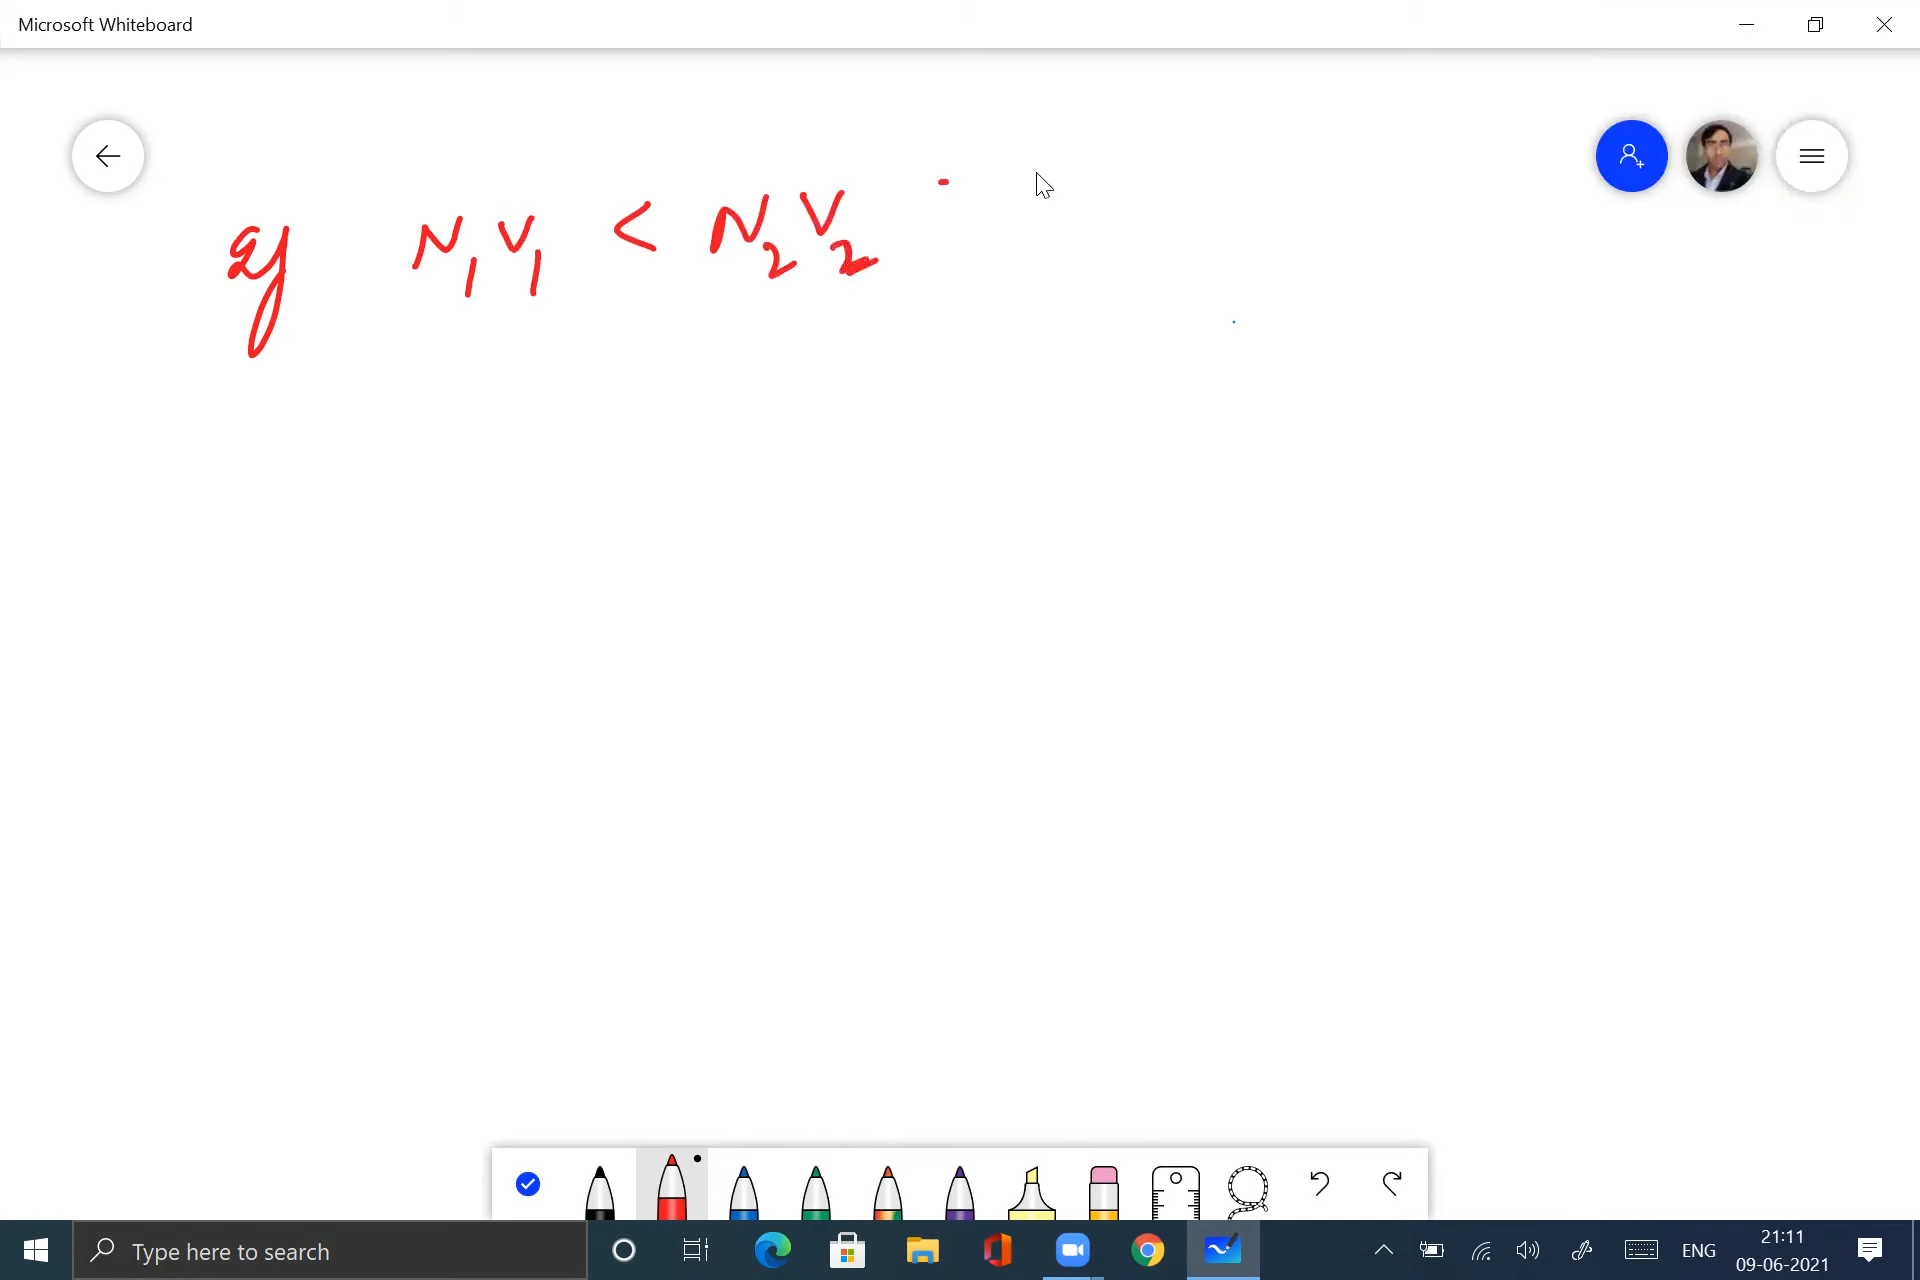 Microsoft Whiteboard
If N₁V₁ < N₂V₂
Type here to search
ENG
21:11
09-06-2021